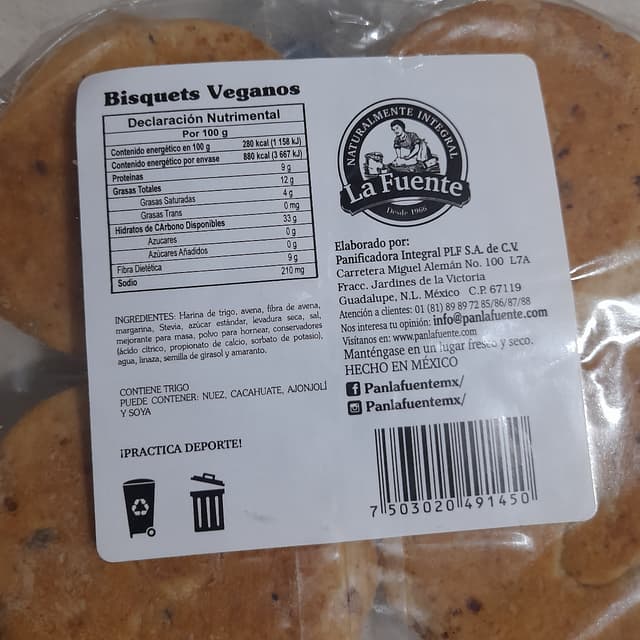 Bisquets Veganos
Declaración Nutrimental
Por 100 g
Contenido energético en 100 g 280 kcal (1 158 kJ)
Contenido energético por envase 880 kcal (3 667 kJ)
Proteinas 9 g
Grasas Totales 12 g
Grasas Saturadas 4 g
Grasas Trans 0 mg
Hidratos de CArbono Disponibles 33 g
Azucares 0 g
Azúcares Añadidos 0 g
Fibra Dietética 9 g
Sodio 210 mg
INGREDIENTES: Harina de trigo, avena, fibra de avena,
margarina, Stevia, azúcar estándar, levadura seca, sal,
mejorante para masa, polvo para hornear, conservadores
(ácido cítrico, propionato de calcio, sorbato de potasio),
agua, linaza, semilla de girasol y amaranto.
CONTIENE TRIGO
PUEDE CONTENER: NUEZ, CACAHUATE, AJONJOLÍ
Y SOYA
¡PRACTICA DEPORTE!
NATURALMENTE INTEGRAL
La Fuente
Desde 1966
Elaborado por:
Panificadora Integral PLF S.A. de C.V.
Carretera Miguel Alemán No. 100 L7A
Fracc. Jardines de la Victoria
Guadalupe, N.L. México C.P. 67119
Atención a clientes: 01 (81) 89 89 72 85/86/87/88
Nos interesa tu opinión: info@panlafuente.com
Visítanos en: www.panlafuente.com
Manténgase en un lugar fresco y seco.
HECHO EN MÉXICO
Panlafuentemx/
Panlafuentemx/
7 503020 491450